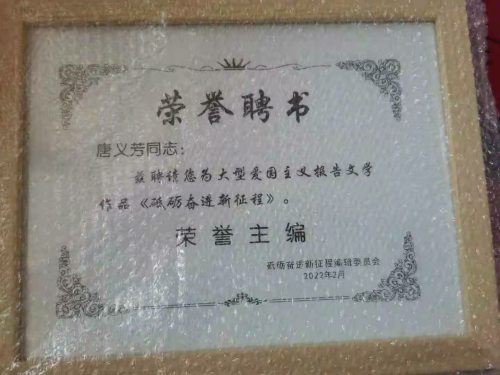 荣誉聘书
唐义芳同志：
兹聘请您为大型爱国主义报告文学
作品《砥砺奋进新征程》。
荣誉主编
砥砺奋进新征程编辑委员会
2022年2月